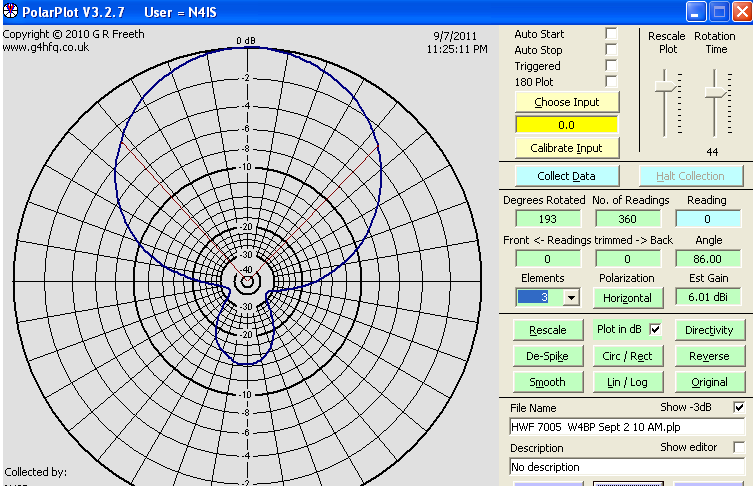 PolarPlot V3.2.7 User = N4IS
Copyright © 2010 G R Freeth
www.g4hfq.co.uk
9/7/2011
11:25:11 PM
0 dB
-2
-4
-6
-8
-10
-20
-30
-40
-30
-20
-10
-8
-6
-4
-2
Collected by:
Auto Start
Auto Stop
Triggered
180 Plot
Choose Input
0.0
Calibrate Input
Rescale Plot
Rotation Time
44
Collect Data
Halt Collection
Degrees Rotated No. of Readings Reading
193 360 0
Front <- Readings trimmed -> Back Angle
0 0 86.00
Elements Polarization Est Gain
3 Horizontal 6.01 dBi
Rescale Plot in dB Directivity
De-Spike Circ / Rect Reverse
Smooth Lin / Log Original
File Name Show -3dB
HWF 7005 W4BP Sept 2 10 AM.plp
Description Show editor
No description